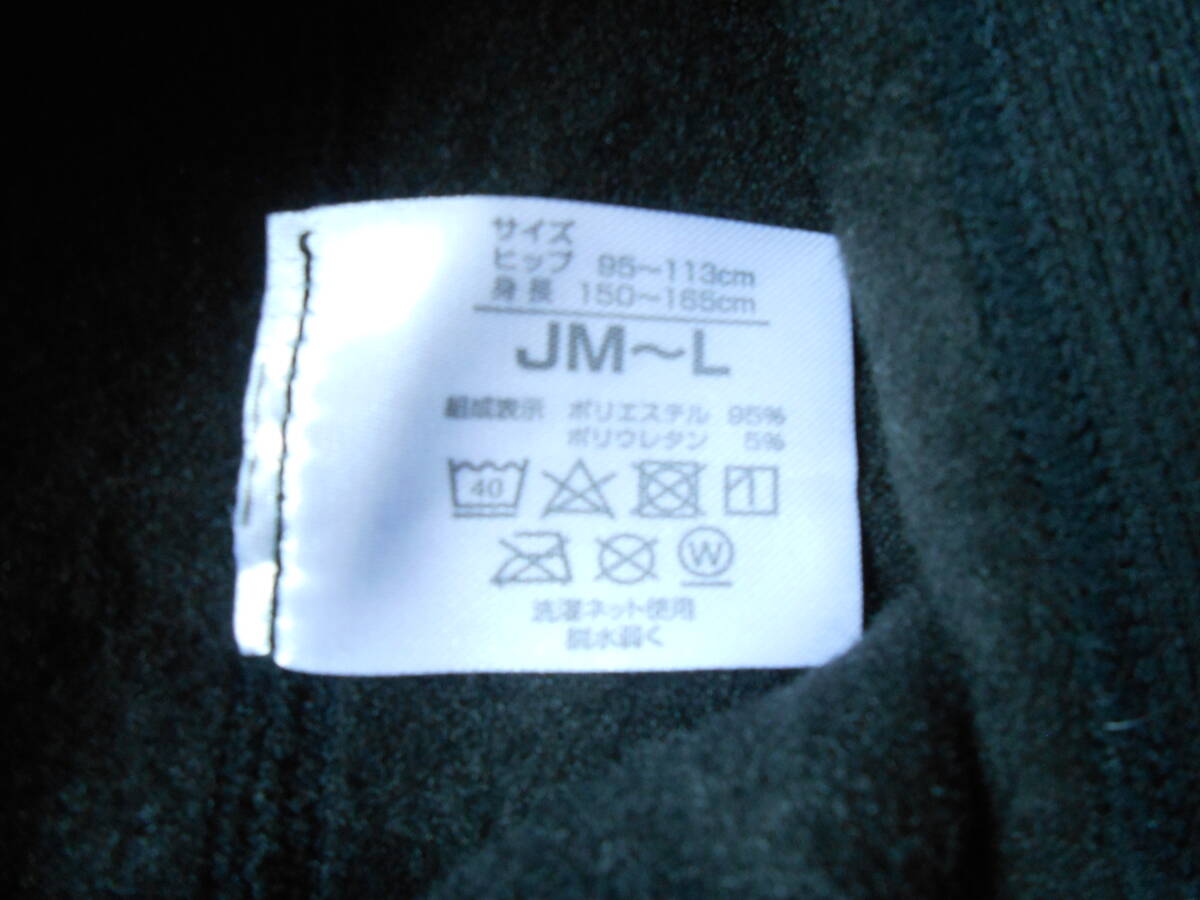 サイズ
ヒップ 95～113cm
身長 150～165cm
JM～L
組成表示 ポリエステル 95%
ポリウレタン 5%
40
W
洗濯ネット使用
脱水弱く